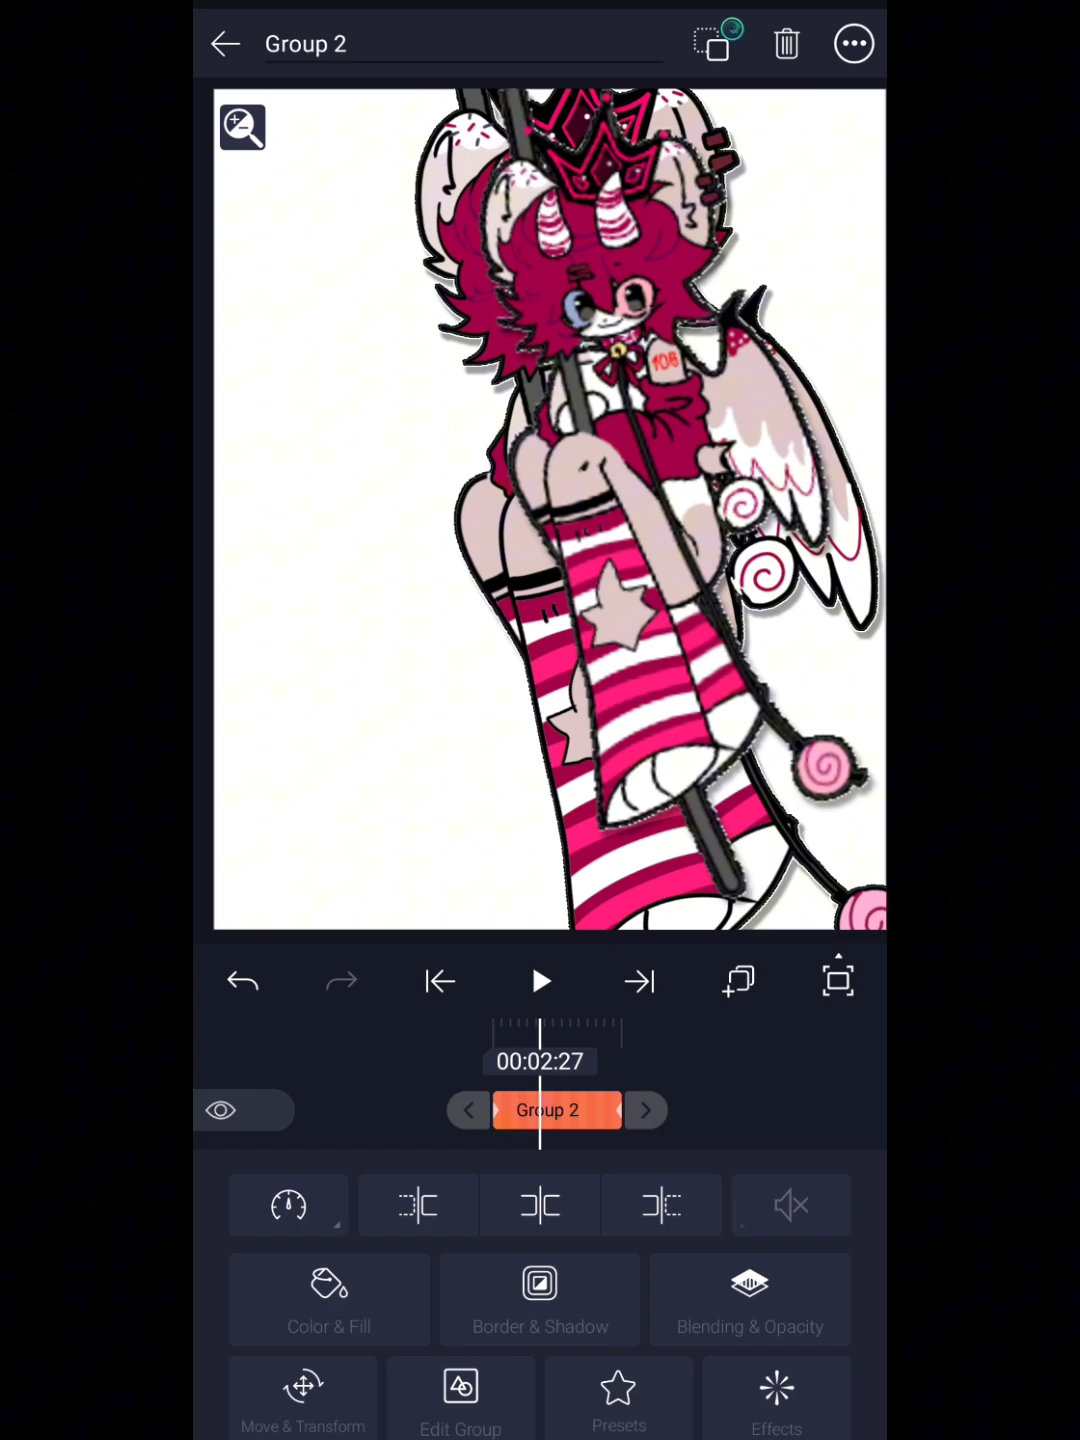 Group 2
108
00:02:27
Group 2
Color & Fill
Border & Shadow
Blending & Opacity
Move & Transform
Edit Group
Presets
Effects